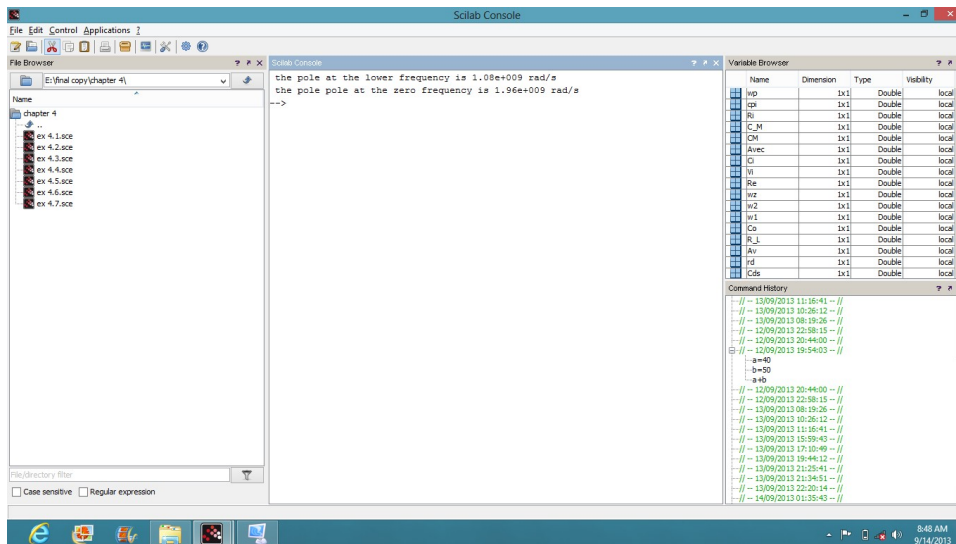 Scilab Console
File Edit Control Applications ?
File Browser ? x
E:\final copy\chapter 4\
Name
chapter 4
..
ex 4.1.sce
ex 4.2.sce
ex 4.3.sce
ex 4.4.sce
ex 4.5.sce
ex 4.6.sce
ex 4.7.sce
File/directory filter
Case sensitive Regular expression
Scilab Console ? x
the pole at the lower frequency is 1.08e+009 rad/s
the pole pole at the zero frequency is 1.96e+009 rad/s
-->
Variable Browser ?
Name Dimension Type Visibility
wp 1x1 Double local
cpi 1x1 Double local
Ri 1x1 Double local
C_M 1x1 Double local
CM 1x1 Double local
Avec 1x1 Double local
Ci 1x1 Double local
Vi 1x1 Double local
Re 1x1 Double local
wz 1x1 Double local
w2 1x1 Double local
w1 1x1 Double local
Co 1x1 Double local
R_L 1x1 Double local
Av 1x1 Double local
rd 1x1 Double local
Cds 1x1 Double local
Command History ?
// -- 13/09/2013 11:16:41 -- //
// -- 13/09/2013 10:26:12 -- //
// -- 13/09/2013 08:19:26 -- //
// -- 12/09/2013 22:58:15 -- //
// -- 12/09/2013 20:44:00 -- //
// -- 12/09/2013 19:54:03 -- //
a=40
b=50
a+b
// -- 12/09/2013 20:44:00 -- //
// -- 12/09/2013 22:58:15 -- //
// -- 13/09/2013 08:19:26 -- //
// -- 13/09/2013 10:26:12 -- //
// -- 13/09/2013 11:16:41 -- //
// -- 13/09/2013 15:59:43 -- //
// -- 13/09/2013 17:10:49 -- //
// -- 13/09/2013 19:44:12 -- //
// -- 13/09/2013 21:25:41 -- //
// -- 13/09/2013 21:34:51 -- //
// -- 13/09/2013 22:20:14 -- //
// -- 14/09/2013 01:35:43 -- //
8:48 AM
9/14/2013